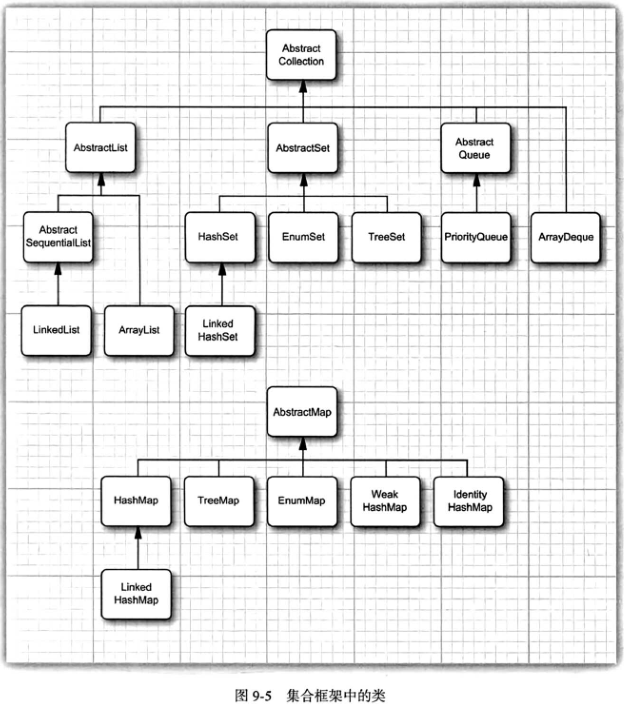 Abstract
Collection
AbstractList
AbstractSet
Abstract
Queue
Abstract
SequentialList
HashSet
EnumSet
TreeSet
PriorityQueue
ArrayDeque
LinkedList
ArrayList
Linked
HashSet
AbstractMap
HashMap
TreeMap
EnumMap
Weak
HashMap
Identity
HashMap
Linked
HashMap
图 9-5 集合框架中的类